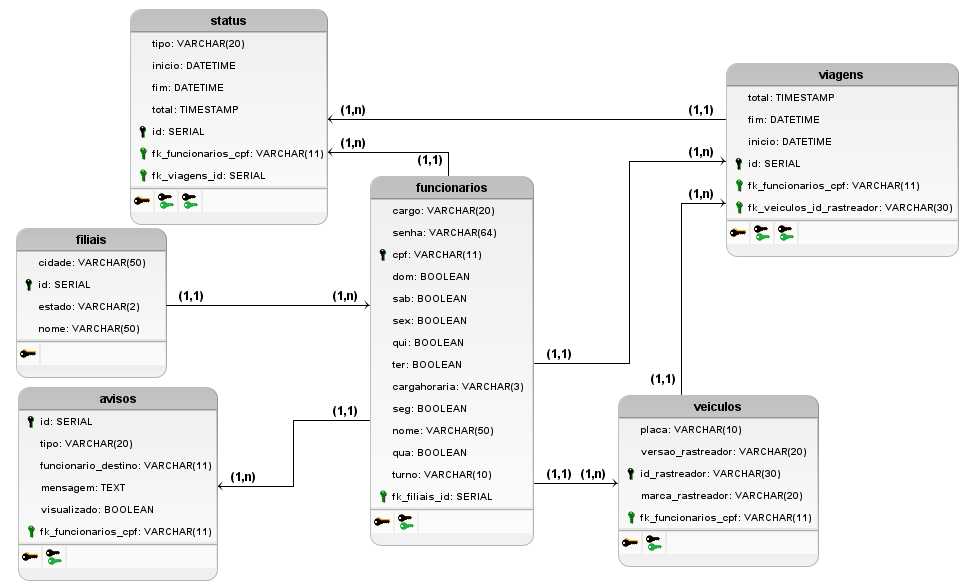 status
tipo: VARCHAR(20)
inicio: DATETIME
fim: DATETIME
total: TIMESTAMP
id: SERIAL
fk_funcionarios_cpf: VARCHAR(11)
fk_viagens_id: SERIAL
(1,n)
(1,1)
(1,n)
(1,1)
viagens
total: TIMESTAMP
fim: DATETIME
inicio: DATETIME
id: SERIAL
fk_funcionarios_cpf: VARCHAR(11)
fk_veiculos_id_rastreador: VARCHAR(30)
(1,n)
(1,n)
filiais
cidade: VARCHAR(50)
id: SERIAL
estado: VARCHAR(2)
nome: VARCHAR(50)
(1,1)
(1,n)
funcionarios
cargo: VARCHAR(20)
senha: VARCHAR(64)
cpf: VARCHAR(11)
dom: BOOLEAN
sab: BOOLEAN
sex: BOOLEAN
qui: BOOLEAN
ter: BOOLEAN
cargahoraria: VARCHAR(3)
seg: BOOLEAN
nome: VARCHAR(50)
qua: BOOLEAN
turno: VARCHAR(10)
fk_filiais_id: SERIAL
(1,1)
(1,1)
avisos
id: SERIAL
tipo: VARCHAR(20)
funcionario_destino: VARCHAR(11)
mensagem: TEXT
visualizado: BOOLEAN
fk_funcionarios_cpf: VARCHAR(11)
(1,1)
(1,n)
(1,1)
(1,n)
veiculos
placa: VARCHAR(10)
versao_rastreador: VARCHAR(20)
id_rastreador: VARCHAR(30)
marca_rastreador: VARCHAR(20)
fk_funcionarios_cpf: VARCHAR(11)